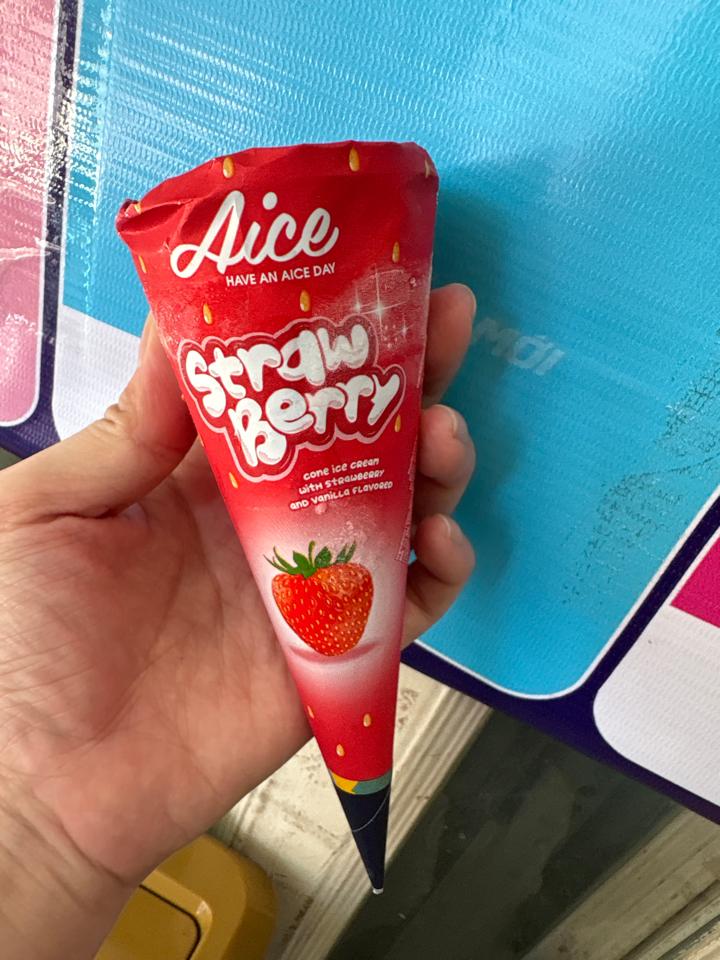 Aice
HAVE AN AICE DAY
Straw
Berry
cone ice cream
with strawberry
and vanilla flavored
MỚI